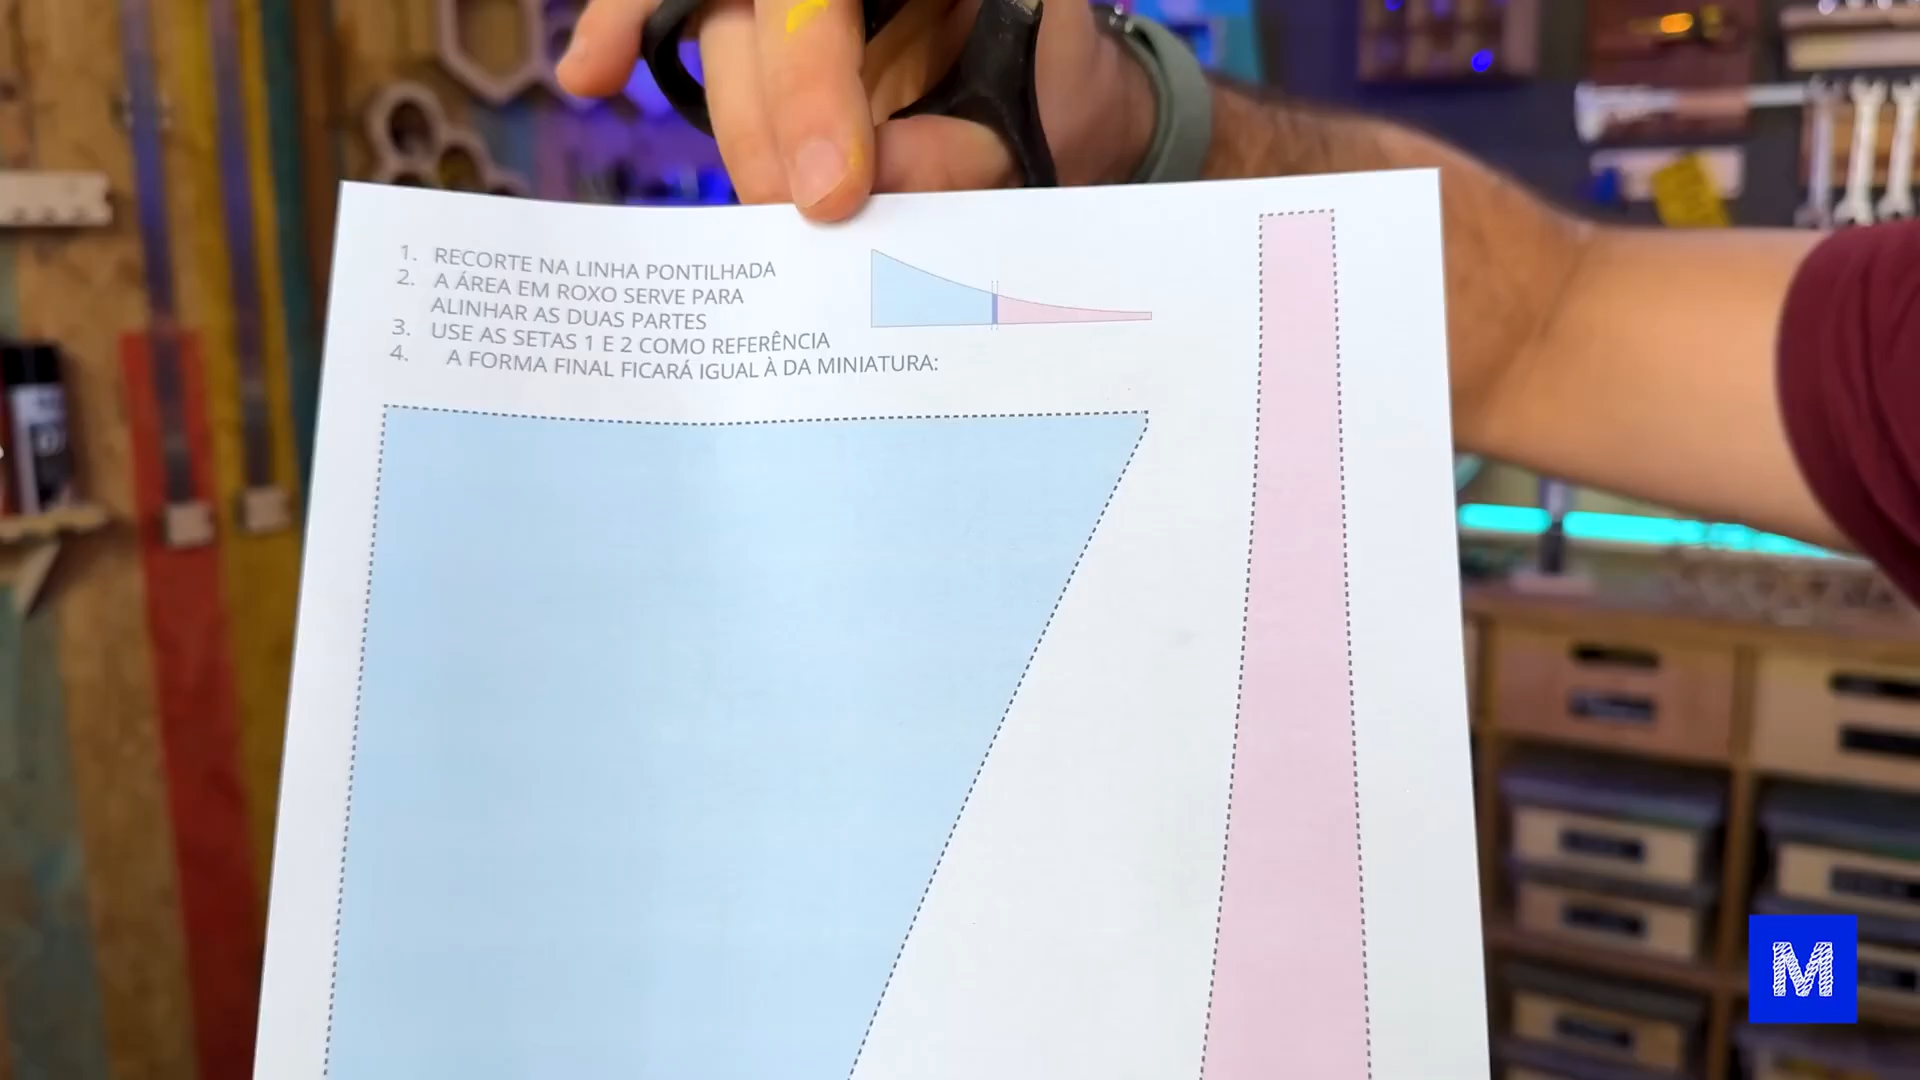 1. RECORTE NA LINHA PONTILHADA
2. A ÁREA EM ROXO SERVE PARA
ALINHAR AS DUAS PARTES
3. USE AS SETAS 1 E 2 COMO REFERÊNCIA
4. A FORMA FINAL FICARÁ IGUAL À DA MINIATURA:
M